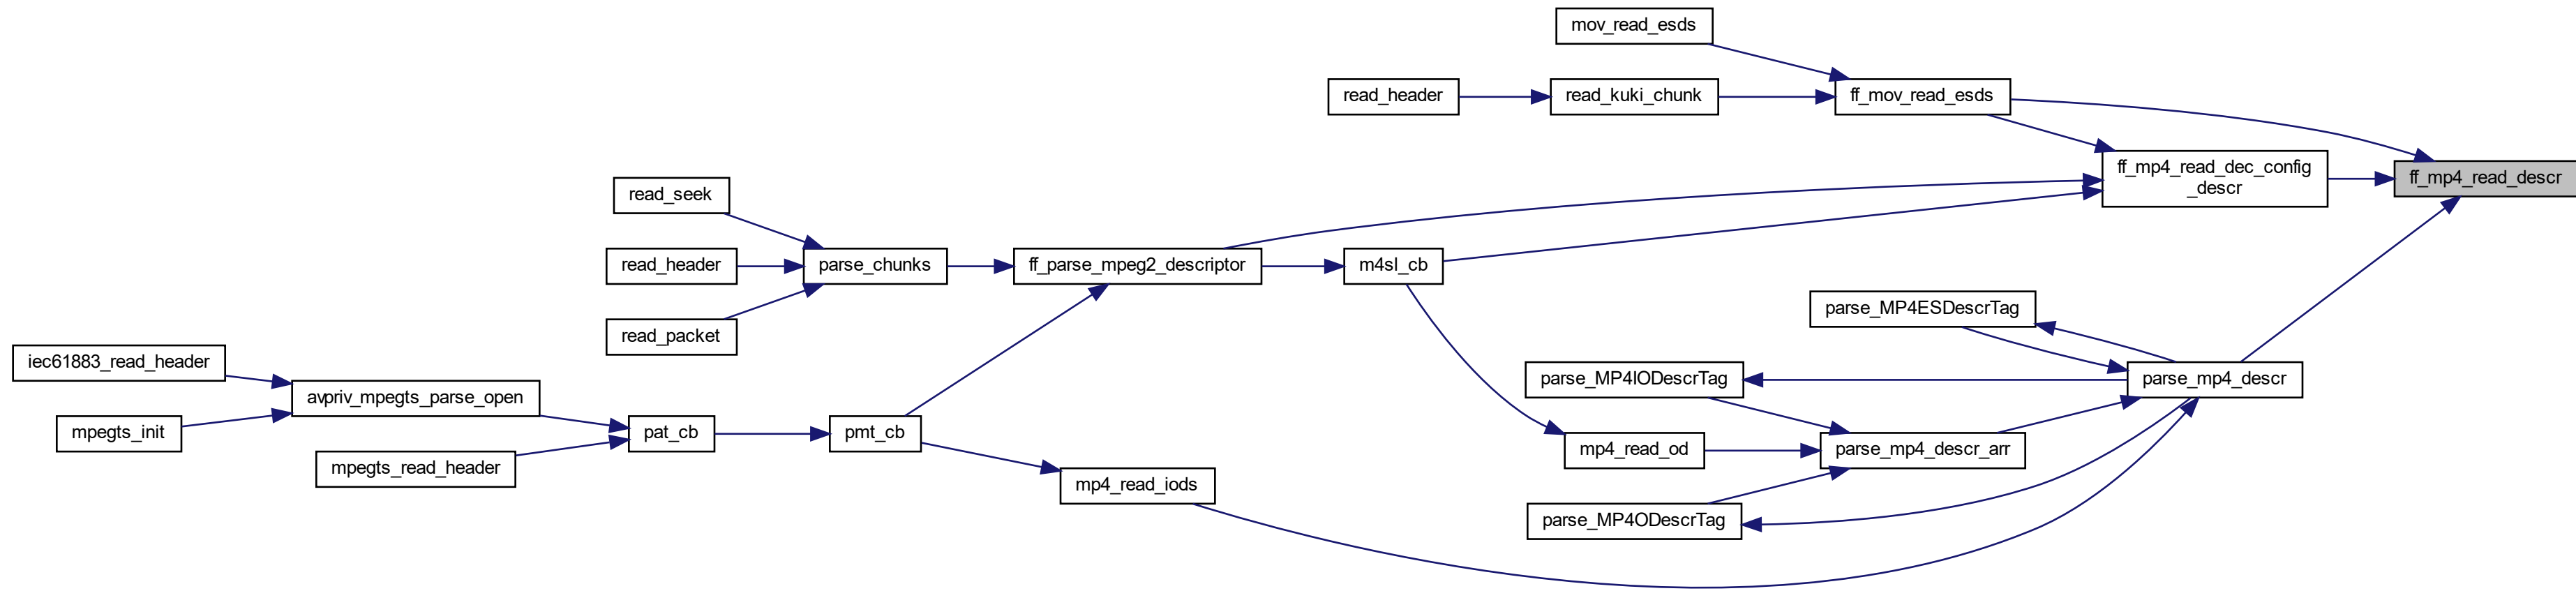 mov_read_esds
read_header
read_kuki_chunk
ff_mov_read_esds
ff_mp4_read_dec_config
_descr
ff_mp4_read_descr
read_seek
read_header
parse_chunks
ff_parse_mpeg2_descriptor
m4sl_cb
read_packet
parse_MP4ESDescrTag
iec61883_read_header
avpriv_mpegts_parse_open
mpegts_init
parse_MP4IODescrTag
parse_mp4_descr
pat_cb
pmt_cb
mp4_read_od
parse_mp4_descr_arr
mpegts_read_header
mp4_read_iods
parse_MP4ODescrTag